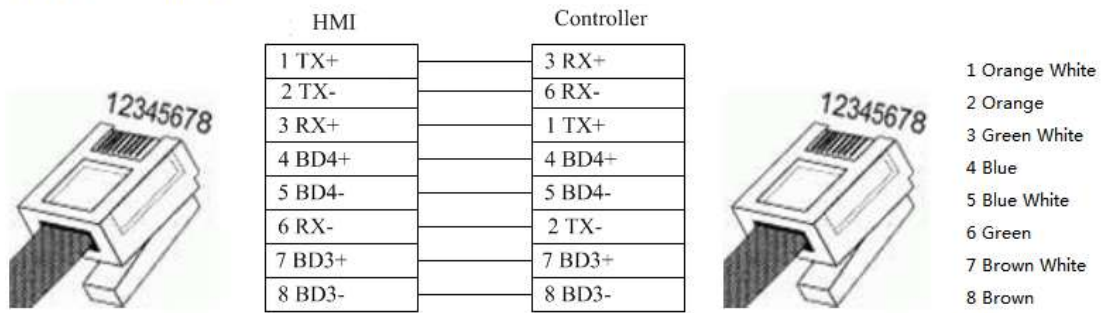 HMI Controller
1 TX+ 3 RX+
2 TX- 6 RX-
3 RX+ 1 TX+
4 BD4+ 4 BD4+
5 BD4- 5 BD4-
6 RX- 2 TX-
7 BD3+ 7 BD3+
8 BD3- 8 BD3-
12345678
12345678
1 Orange White
2 Orange
3 Green White
4 Blue
5 Blue White
6 Green
7 Brown White
8 Brown